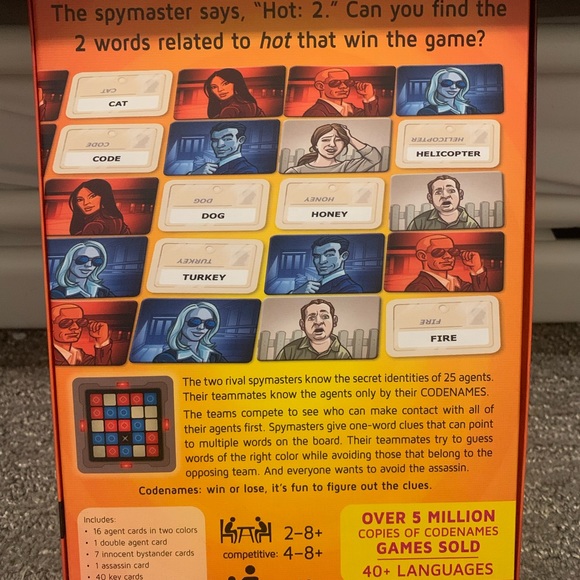 The spymaster says, "Hot: 2." Can you find the
2 words related to hot that win the game?
CAT
CAT
CODE
CODE
HELICOPTER
HELICOPTER
DOG
DOG
HONEY
HONEY
TURKEY
TURKEY
FIRE
FIRE
The two rival spymasters know the secret identities of 25 agents.
Their teammates know the agents only by their CODENAMES.
The teams compete to see who can make contact with all of
their agents first. Spymasters give one-word clues that can point
to multiple words on the board. Their teammates try to guess
words of the right color while avoiding those that belong to the
opposing team. And everyone wants to avoid the assassin.
Codenames: win or lose, it's fun to figure out the clues.
Includes:
• 16 agent cards in two colors
• 1 double agent card
• 7 innocent bystander cards
• 1 assassin card
• 40 key cards
2–8+
competitive: 4–8+
OVER 5 MILLION
COPIES OF CODENAMES
GAMES SOLD
40+ LANGUAGES